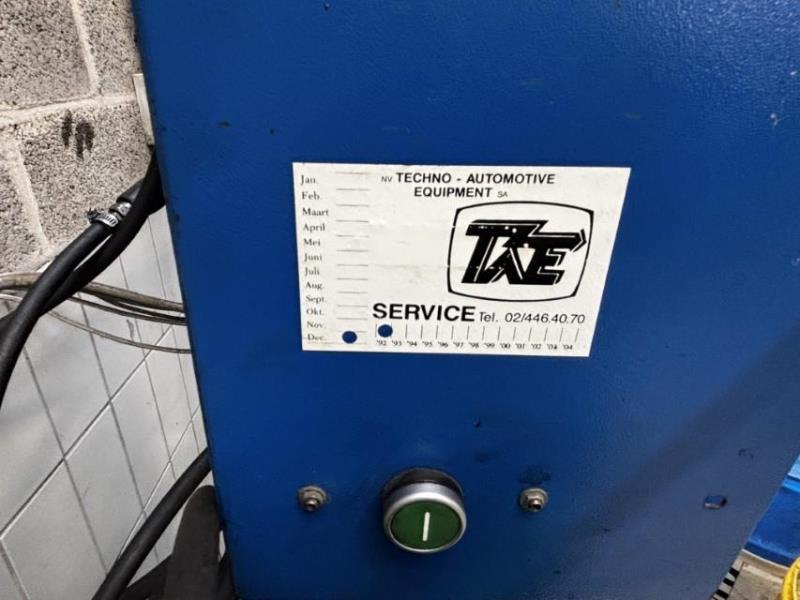 NV TECHNO - AUTOMOTIVE
EQUIPMENT SA
Jan.
Feb.
Maart
April
Mei
Juni
Juli
Aug.
Sept.
Okt.
Nov.
Dec.
TAE
SERVICE Tel. 02/446.40.70
'92 '93 '94 '95 '96 '97 '98 '99 '00 '01 '02 '03 '04
I